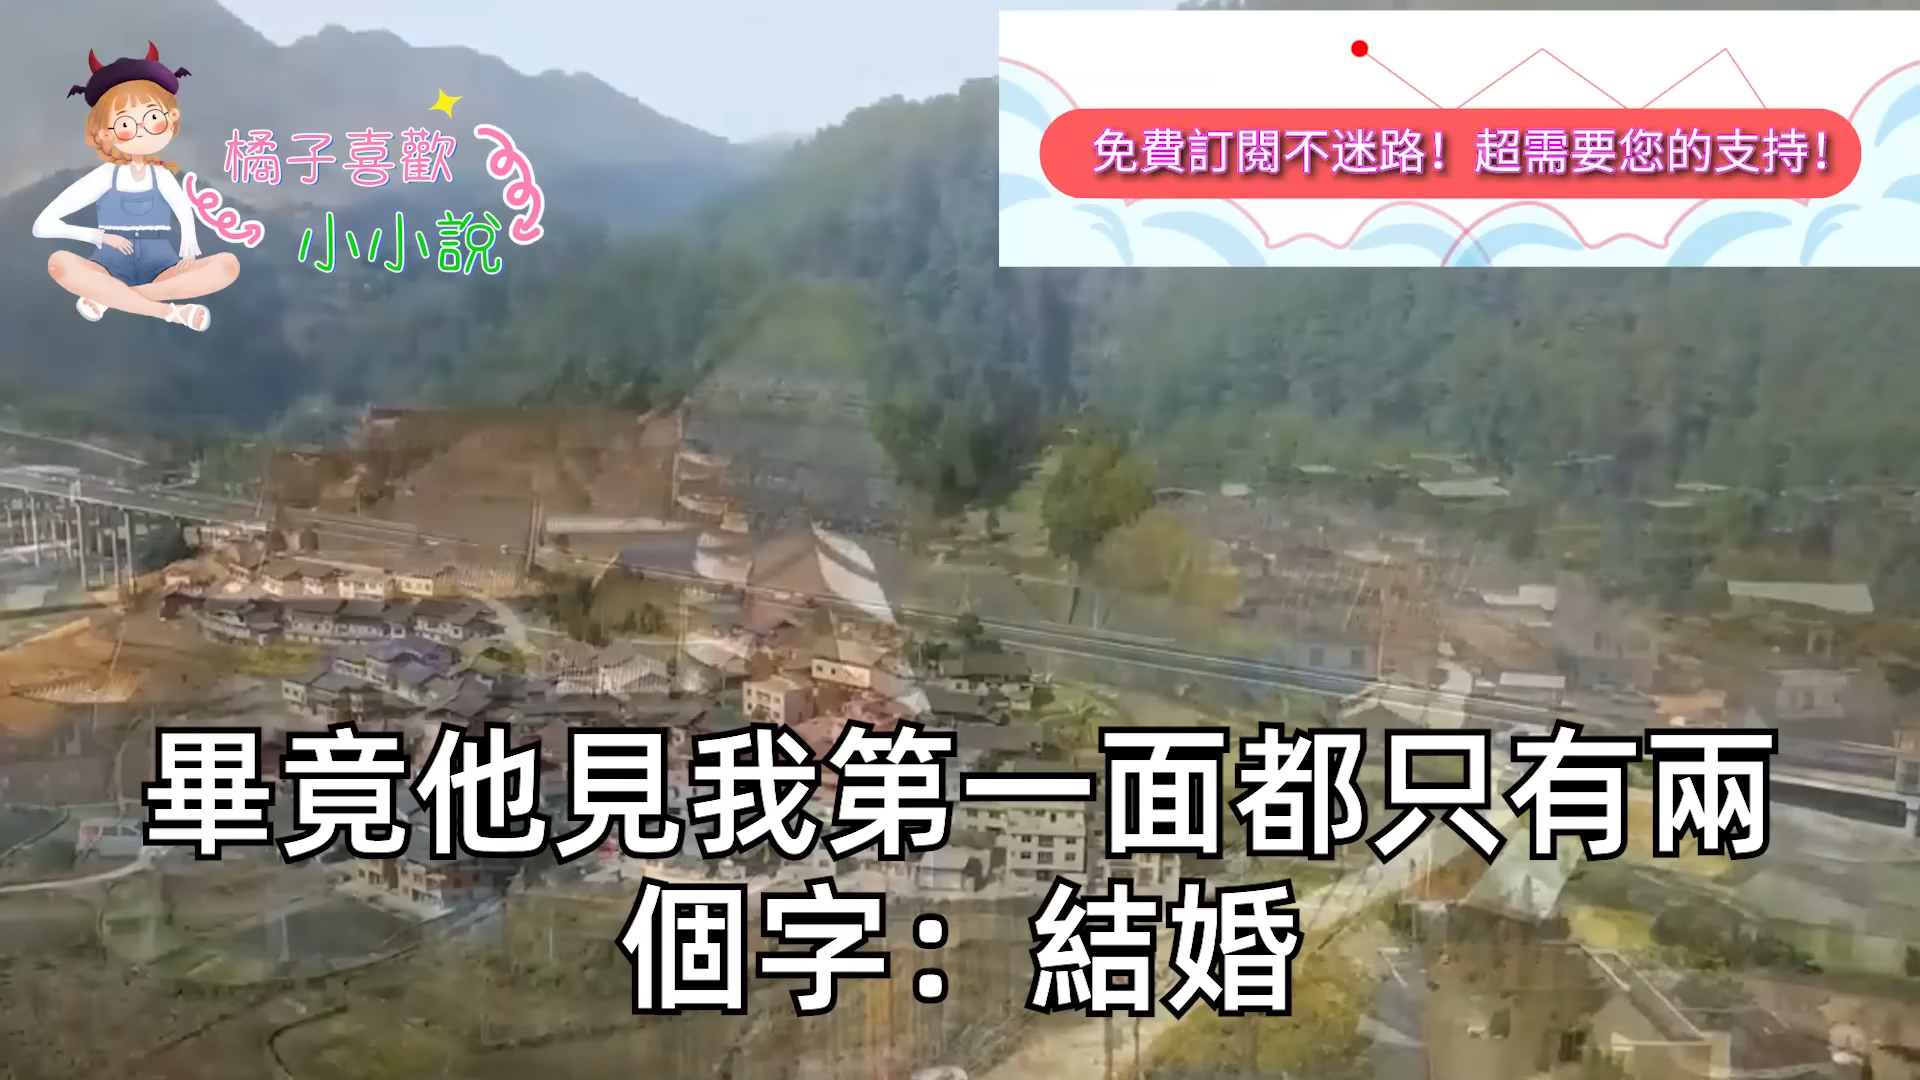 橘子喜歡
小小說
免費訂閱不迷路！超需要您的支持！
畢竟他見我第一面都只有兩
個字：結婚